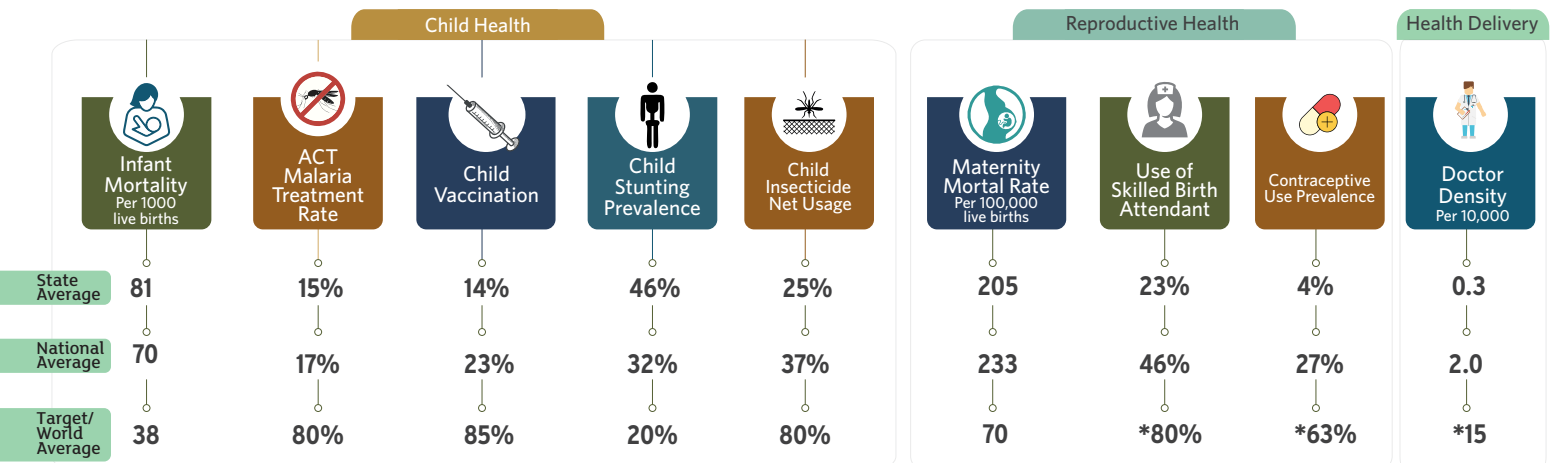 Child Health
Reproductive Health
Health Delivery
Infant
Mortality
Per 1000
live births
ACT
Malaria
Treatment
Rate
Child
Vaccination
Child
Stunting
Prevalence
Child
Insecticide
Net Usage
Maternity
Mortal Rate
Per 100,000
live births
Use of
Skilled Birth
Attendant
Contraceptive
Use Prevalence
Doctor
Density
Per 10,000
State
Average
81 15% 14% 46% 25% 205 23% 4% 0.3
National
Average
70 17% 23% 32% 37% 233 46% 27% 2.0
Target/
World
Average
38 80% 85% 20% 80% 70 *80% *63% *15